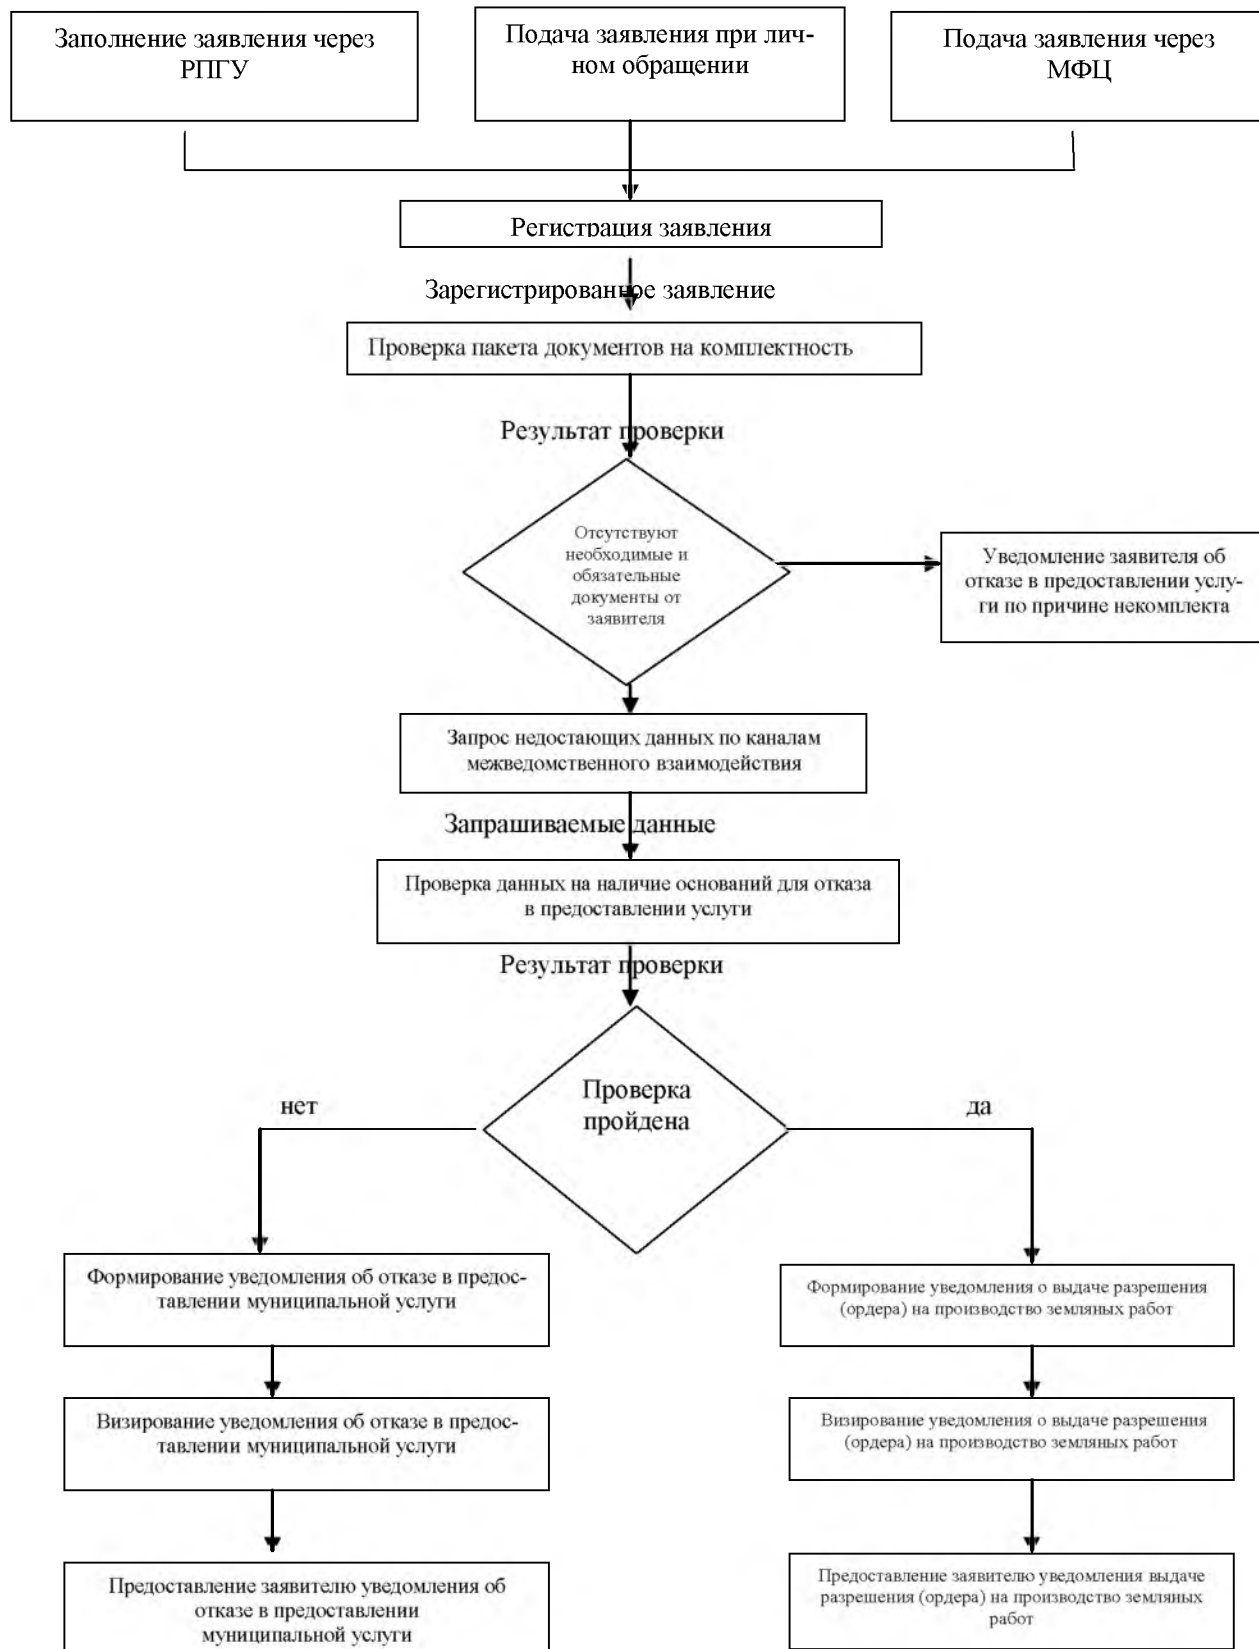 Заполнение заявления через
РПГУ
Подача заявления при лич-
ном обращении
Подача заявления через
МФЦ
Регистрация заявления
Зарегистрированное заявление
Проверка пакета документов на комплектность
Результат проверки
Отсутствуют
необходимые и
обязательные
документы от
заявителя
Уведомление заявителя об
отказе в предоставлении услу-
ги по причине некомплекта
Запрос недостающих данных по каналам
межведомственного взаимодействия
Запрашиваемые данные
Проверка данных на наличие оснований для отказа
в предоставлении услуги
Результат проверки
Проверка
пройдена
нет
да
Формирование уведомления об отказе в предо-
ставлении муниципальной услуги
Формирование уведомления о выдаче разрешения
(ордера) на производство земляных работ
Визирование уведомления об отказе в предос-
тавлении муниципальной услуги
Визирование уведомления о выдаче разрешения
(ордера) на производство земляных работ
Предоставление заявителю уведомления об
отказе в предоставлении
муниципальной услуги
Предоставление заявителю уведомления выдаче
разрешения (ордера) на производство земляных
работ